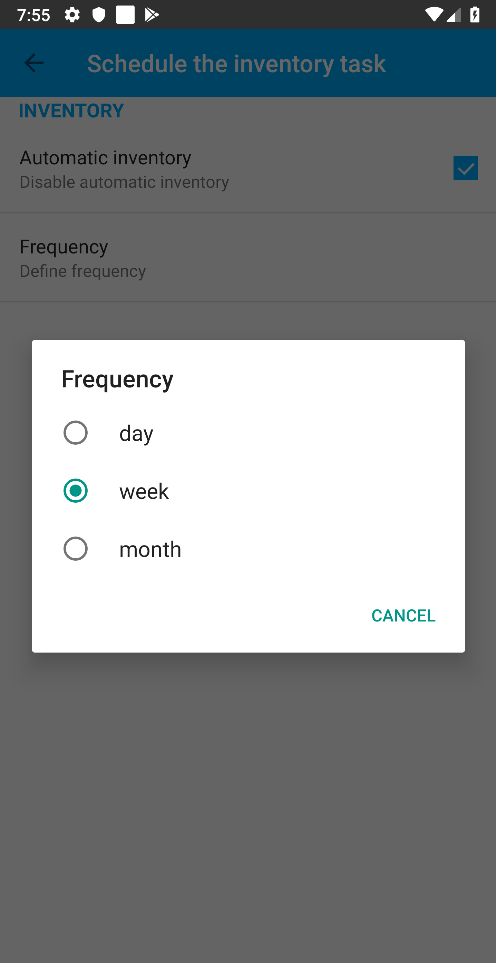 7:55
Schedule the inventory task
INVENTORY
Automatic inventory
Disable automatic inventory
Frequency
Define frequency
Frequency
day
week
month
CANCEL